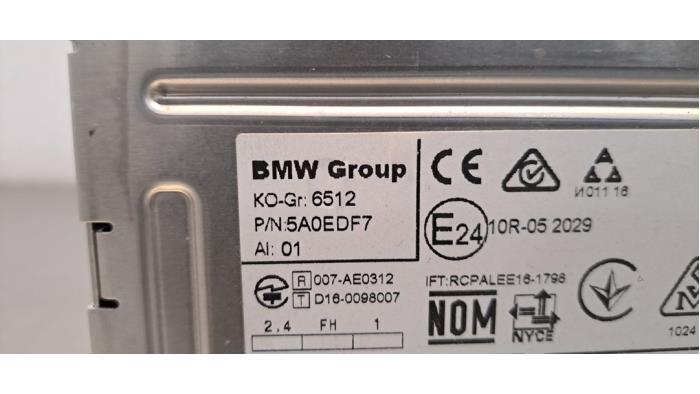 BMW Group
KO-Gr: 6512
P/N:5A0EDF7
Ai: 01
CE
И011 16
E24 10R-05 2029
R 007-AE0312
T D16-0098007
2.4 FH 1
IFT:RCPALEE16-1796
NOM
NYCE
1024